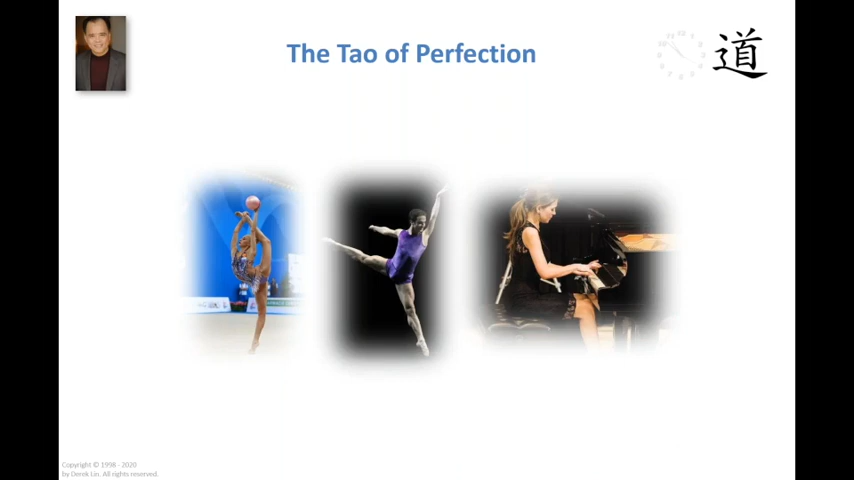 The Tao of Perfection
道
Copyright © 1998 - 2020
by Derek Lin. All rights reserved.